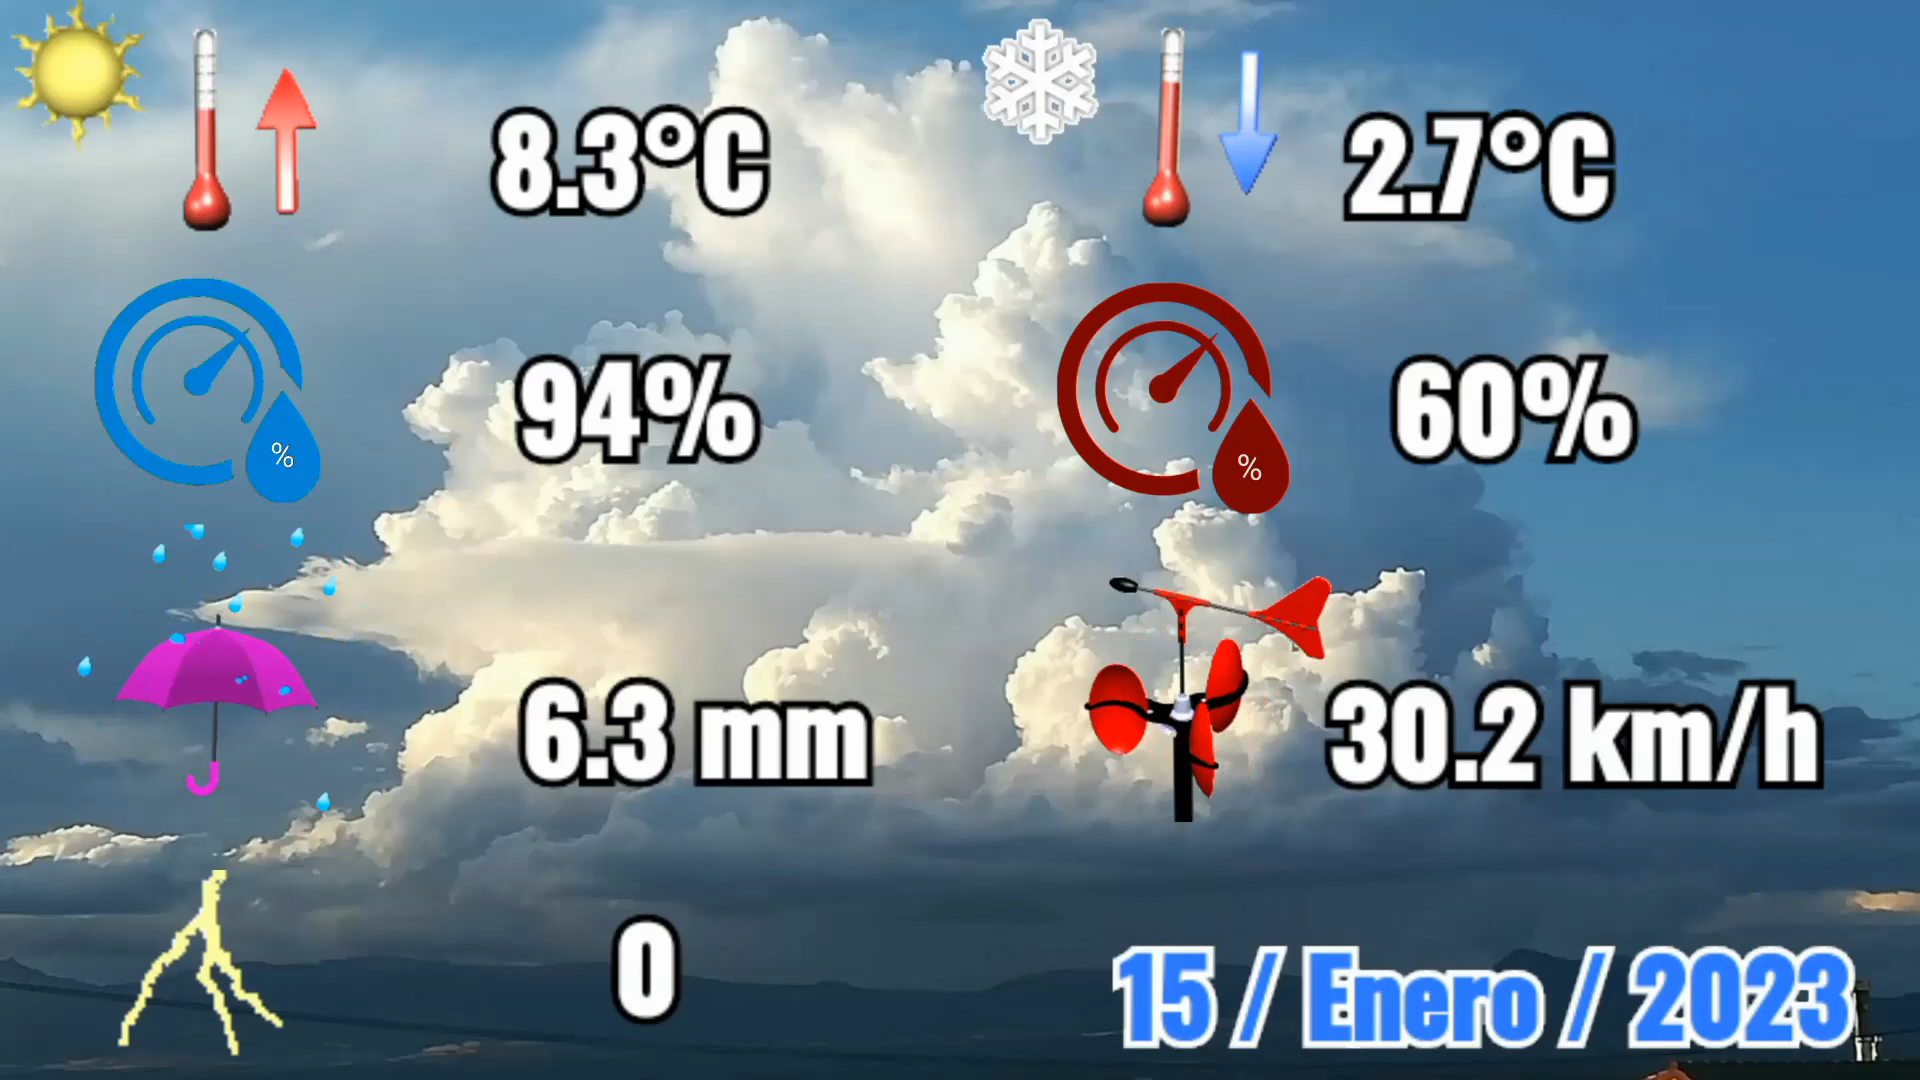 8.3°C
2.7°C
94%
60%
%
%
6.3 mm
30.2 km/h
0
15 / Enero / 2023